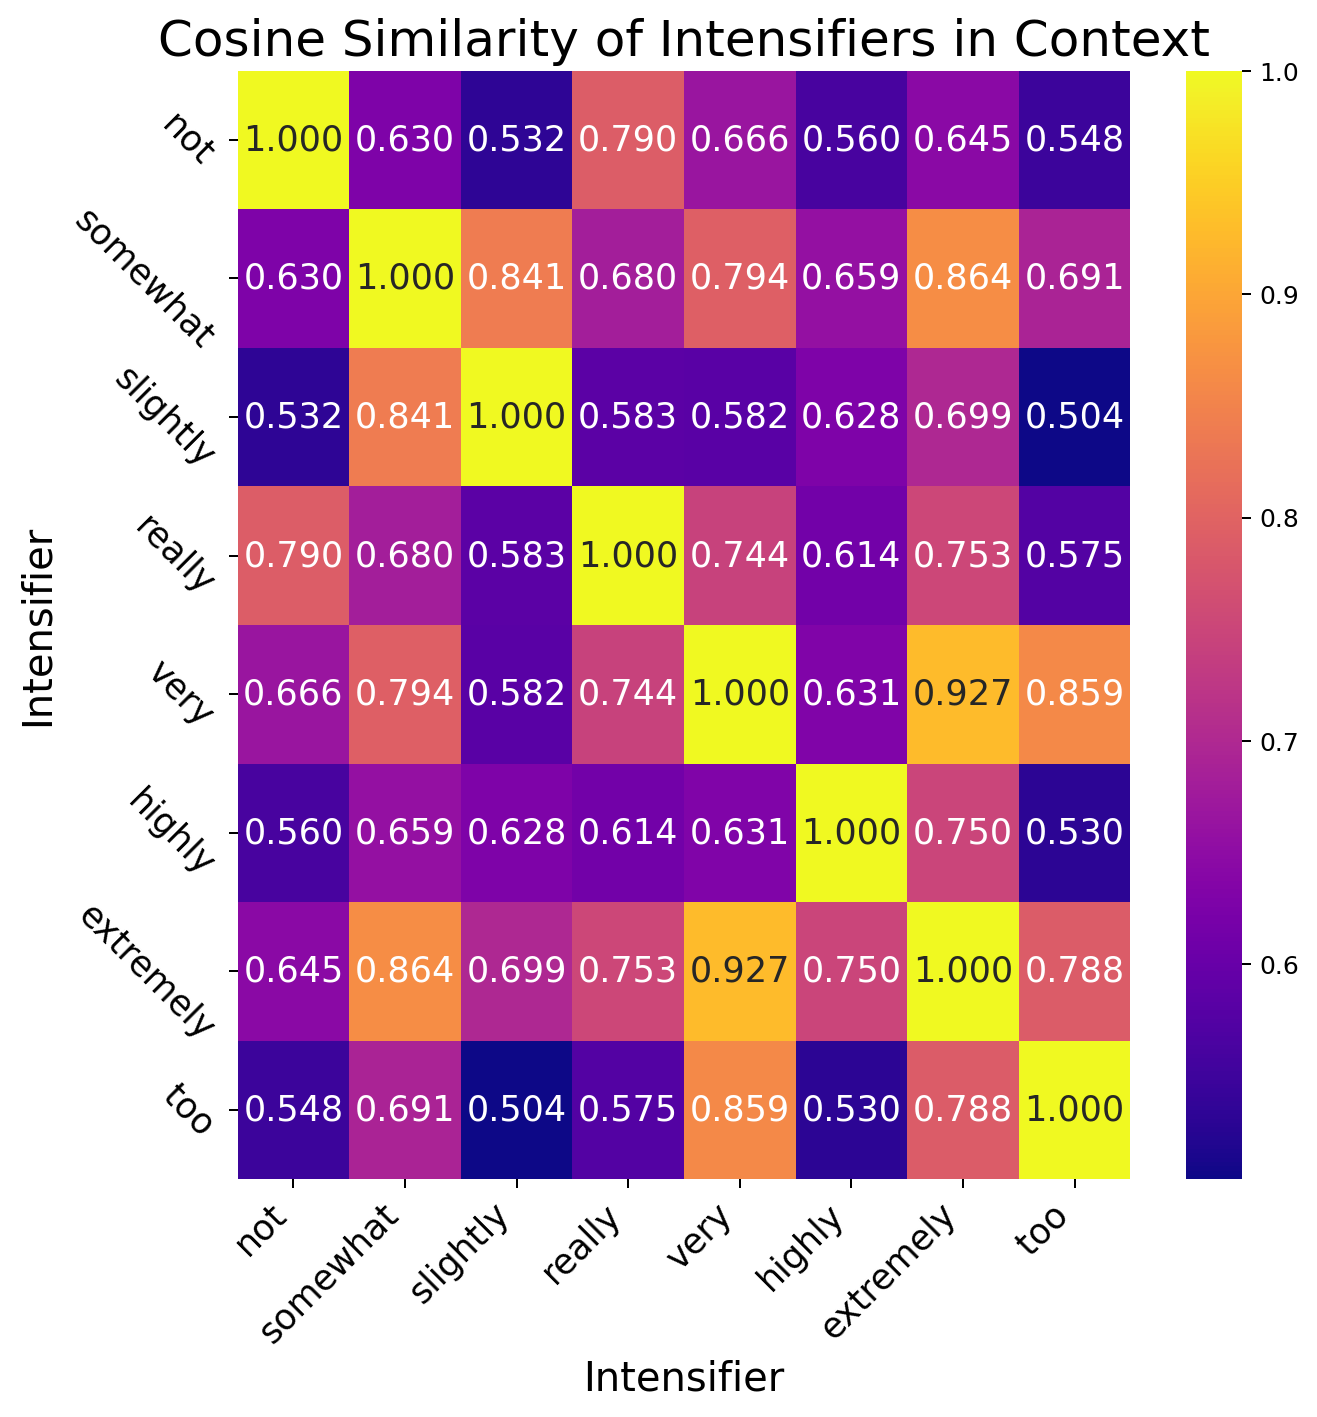 Cosine Similarity of Intensifiers in Context
not 1.000 0.630 0.532 0.790 0.666 0.560 0.645 0.548
somewhat 0.630 1.000 0.841 0.680 0.794 0.659 0.864 0.691
slightly 0.532 0.841 1.000 0.583 0.582 0.628 0.699 0.504
really 0.790 0.680 0.583 1.000 0.744 0.614 0.753 0.575
very 0.666 0.794 0.582 0.744 1.000 0.631 0.927 0.859
highly 0.560 0.659 0.628 0.614 0.631 1.000 0.750 0.530
extremely 0.645 0.864 0.699 0.753 0.927 0.750 1.000 0.788
too 0.548 0.691 0.504 0.575 0.859 0.530 0.788 1.000
not somewhat slightly really very highly extremely too
Intensifier
Intensifier
1.0
0.9
0.8
0.7
0.6